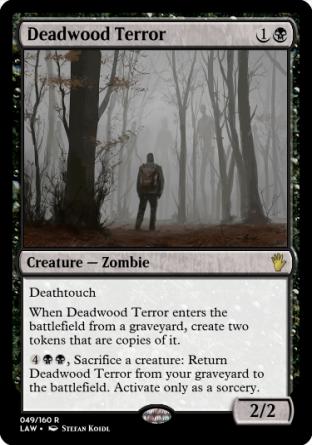 Deadwood Terror 1
Creature — Zombie
Deathtouch
When Deadwood Terror enters the
battlefield from a graveyard, create two
tokens that are copies of it.
4, Sacrifice a creature: Return
Deadwood Terror from your graveyard to
the battlefield. Activate only as a sorcery.
2/2
049/160 R
LAW • Stefan Koidl